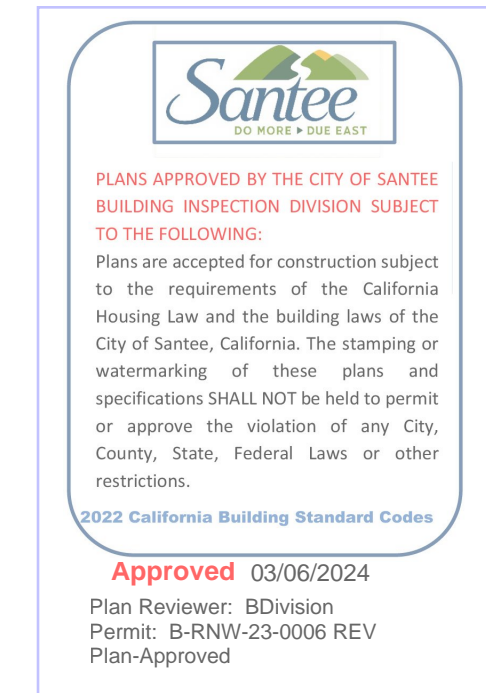 Santee
DO MORE ▶ DUE EAST
PLANS APPROVED BY THE CITY OF SANTEE
BUILDING INSPECTION DIVISION SUBJECT
TO THE FOLLOWING:
Plans are accepted for construction subject
to the requirements of the California
Housing Law and the building laws of the
City of Santee, California. The stamping or
watermarking of these plans and
specifications SHALL NOT be held to permit
or approve the violation of any City,
County, State, Federal Laws or other
restrictions.
2022 California Building Standard Codes
Approved 03/06/2024
Plan Reviewer: BDivision
Permit: B-RNW-23-0006 REV
Plan-Approved